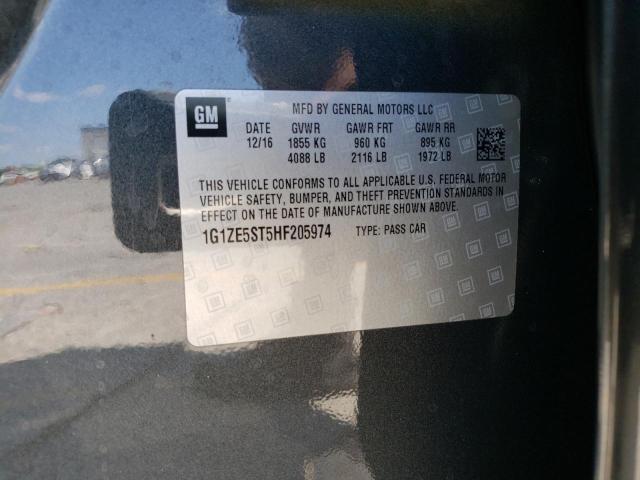 GM
MFD BY GENERAL MOTORS LLC
DATE GVWR GAWR FRT GAWR RR
12/16 1855 KG 960 KG 895 KG
4088 LB 2116 LB 1972 LB
THIS VEHICLE CONFORMS TO ALL APPLICABLE U.S. FEDERAL MOTOR
VEHICLE SAFETY, BUMPER, AND THEFT PREVENTION STANDARDS IN
EFFECT ON THE DATE OF MANUFACTURE SHOWN ABOVE.
1G1ZE5ST5HF205974 TYPE: PASS CAR